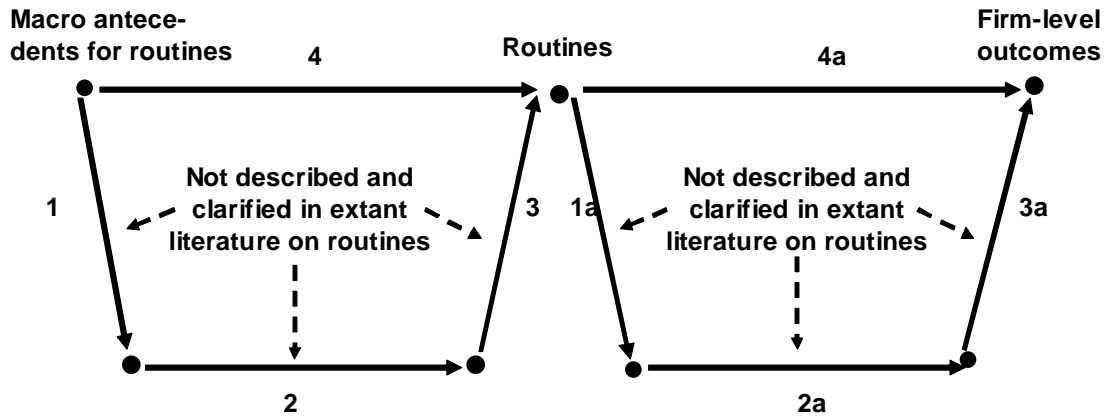 Macro antece-
dents for routines
4
Routines
4a
Firm-level
outcomes
1
Not described and
clarified in extant
literature on routines
3
1a
Not described and
clarified in extant
literature on routines
3a
2
2a